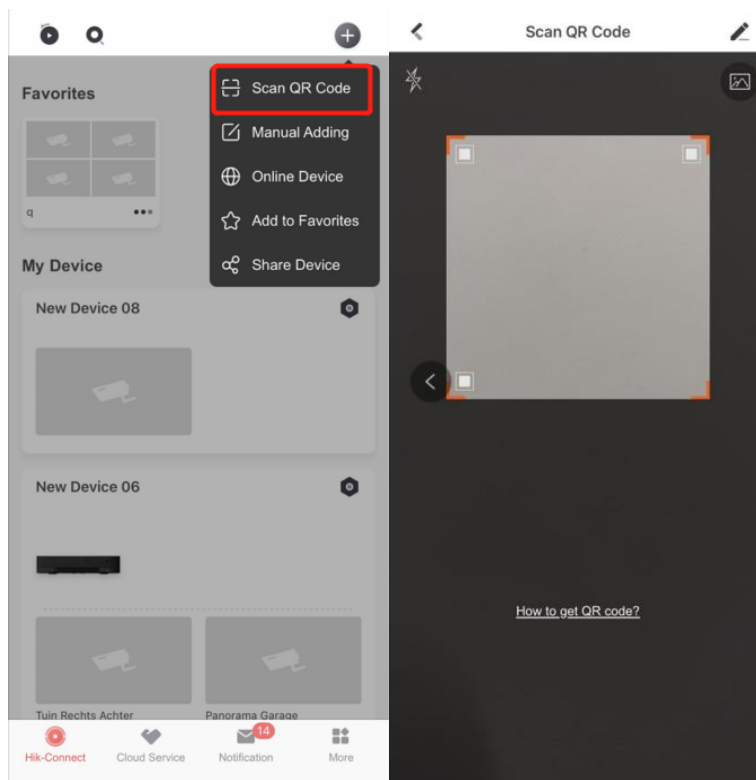 Scan QR Code
Favorites
Manual Adding
Online Device
q
Add to Favorites
My Device
Share Device
New Device 08
New Device 06
Tuin Rechts Achter
Panorama Garage
14
Hik-Connect
Cloud Service
Notification
More
Scan QR Code
How to get QR code?